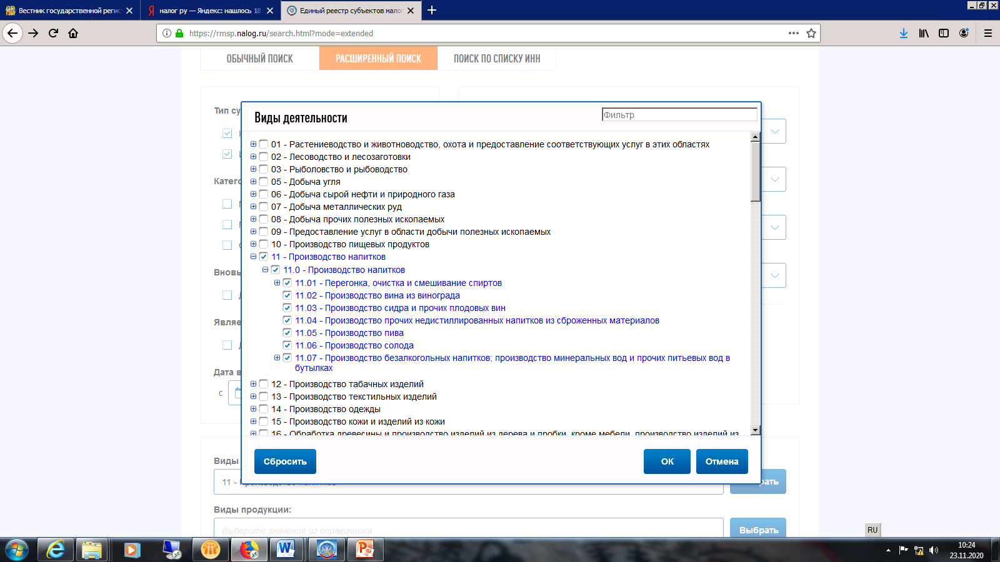 Вестник государственной регис
налог ру — Яндекс: нашлось 18
Единый реестр субъектов малог
https://rmsp.nalog.ru/search.html?mode=extended
ОБЫЧНЫЙ ПОИСК
РАСШИРЕННЫЙ ПОИСК
ПОИСК ПО СПИСКУ ИНН
Тип су
Виды деятельности
Фильтр
01 - Растениеводство и животноводство, охота и предоставление соответствующих услуг в этих областях
02 - Лесоводство и лесозаготовки
03 - Рыболовство и рыбоводство
05 - Добыча угля
Катего
06 - Добыча сырой нефти и природного газа
07 - Добыча металлических руд
08 - Добыча прочих полезных ископаемых
09 - Предоставление услуг в области добычи полезных ископаемых
10 - Производство пищевых продуктов
11 - Производство напитков
Вновь
11.0 - Производство напитков
11.01 - Перегонка, очистка и смешивание спиртов
11.02 - Производство вина из винограда
11.03 - Производство сидра и прочих плодовых вин
Являе
11.04 - Производство прочих недистиллированных напитков из сброженных материалов
11.05 - Производство пива
11.06 - Производство солода
11.07 - Производство безалкогольных напитков; производство минеральных вод и прочих питьевых вод в
бутылках
Дата в
12 - Производство табачных изделий
с
13 - Производство текстильных изделий
14 - Производство одежды
15 - Производство кожи и изделий из кожи
16 - Обработка древесины и производство изделий из дерева и пробки, кроме мебели, производство изделий из
Сбросить
ОК
Отмена
Виды
11 - Производство напитков
рать
Виды продукции:
Выберите значения из справочника
Выбрать
RU
10:24
23.11.2020